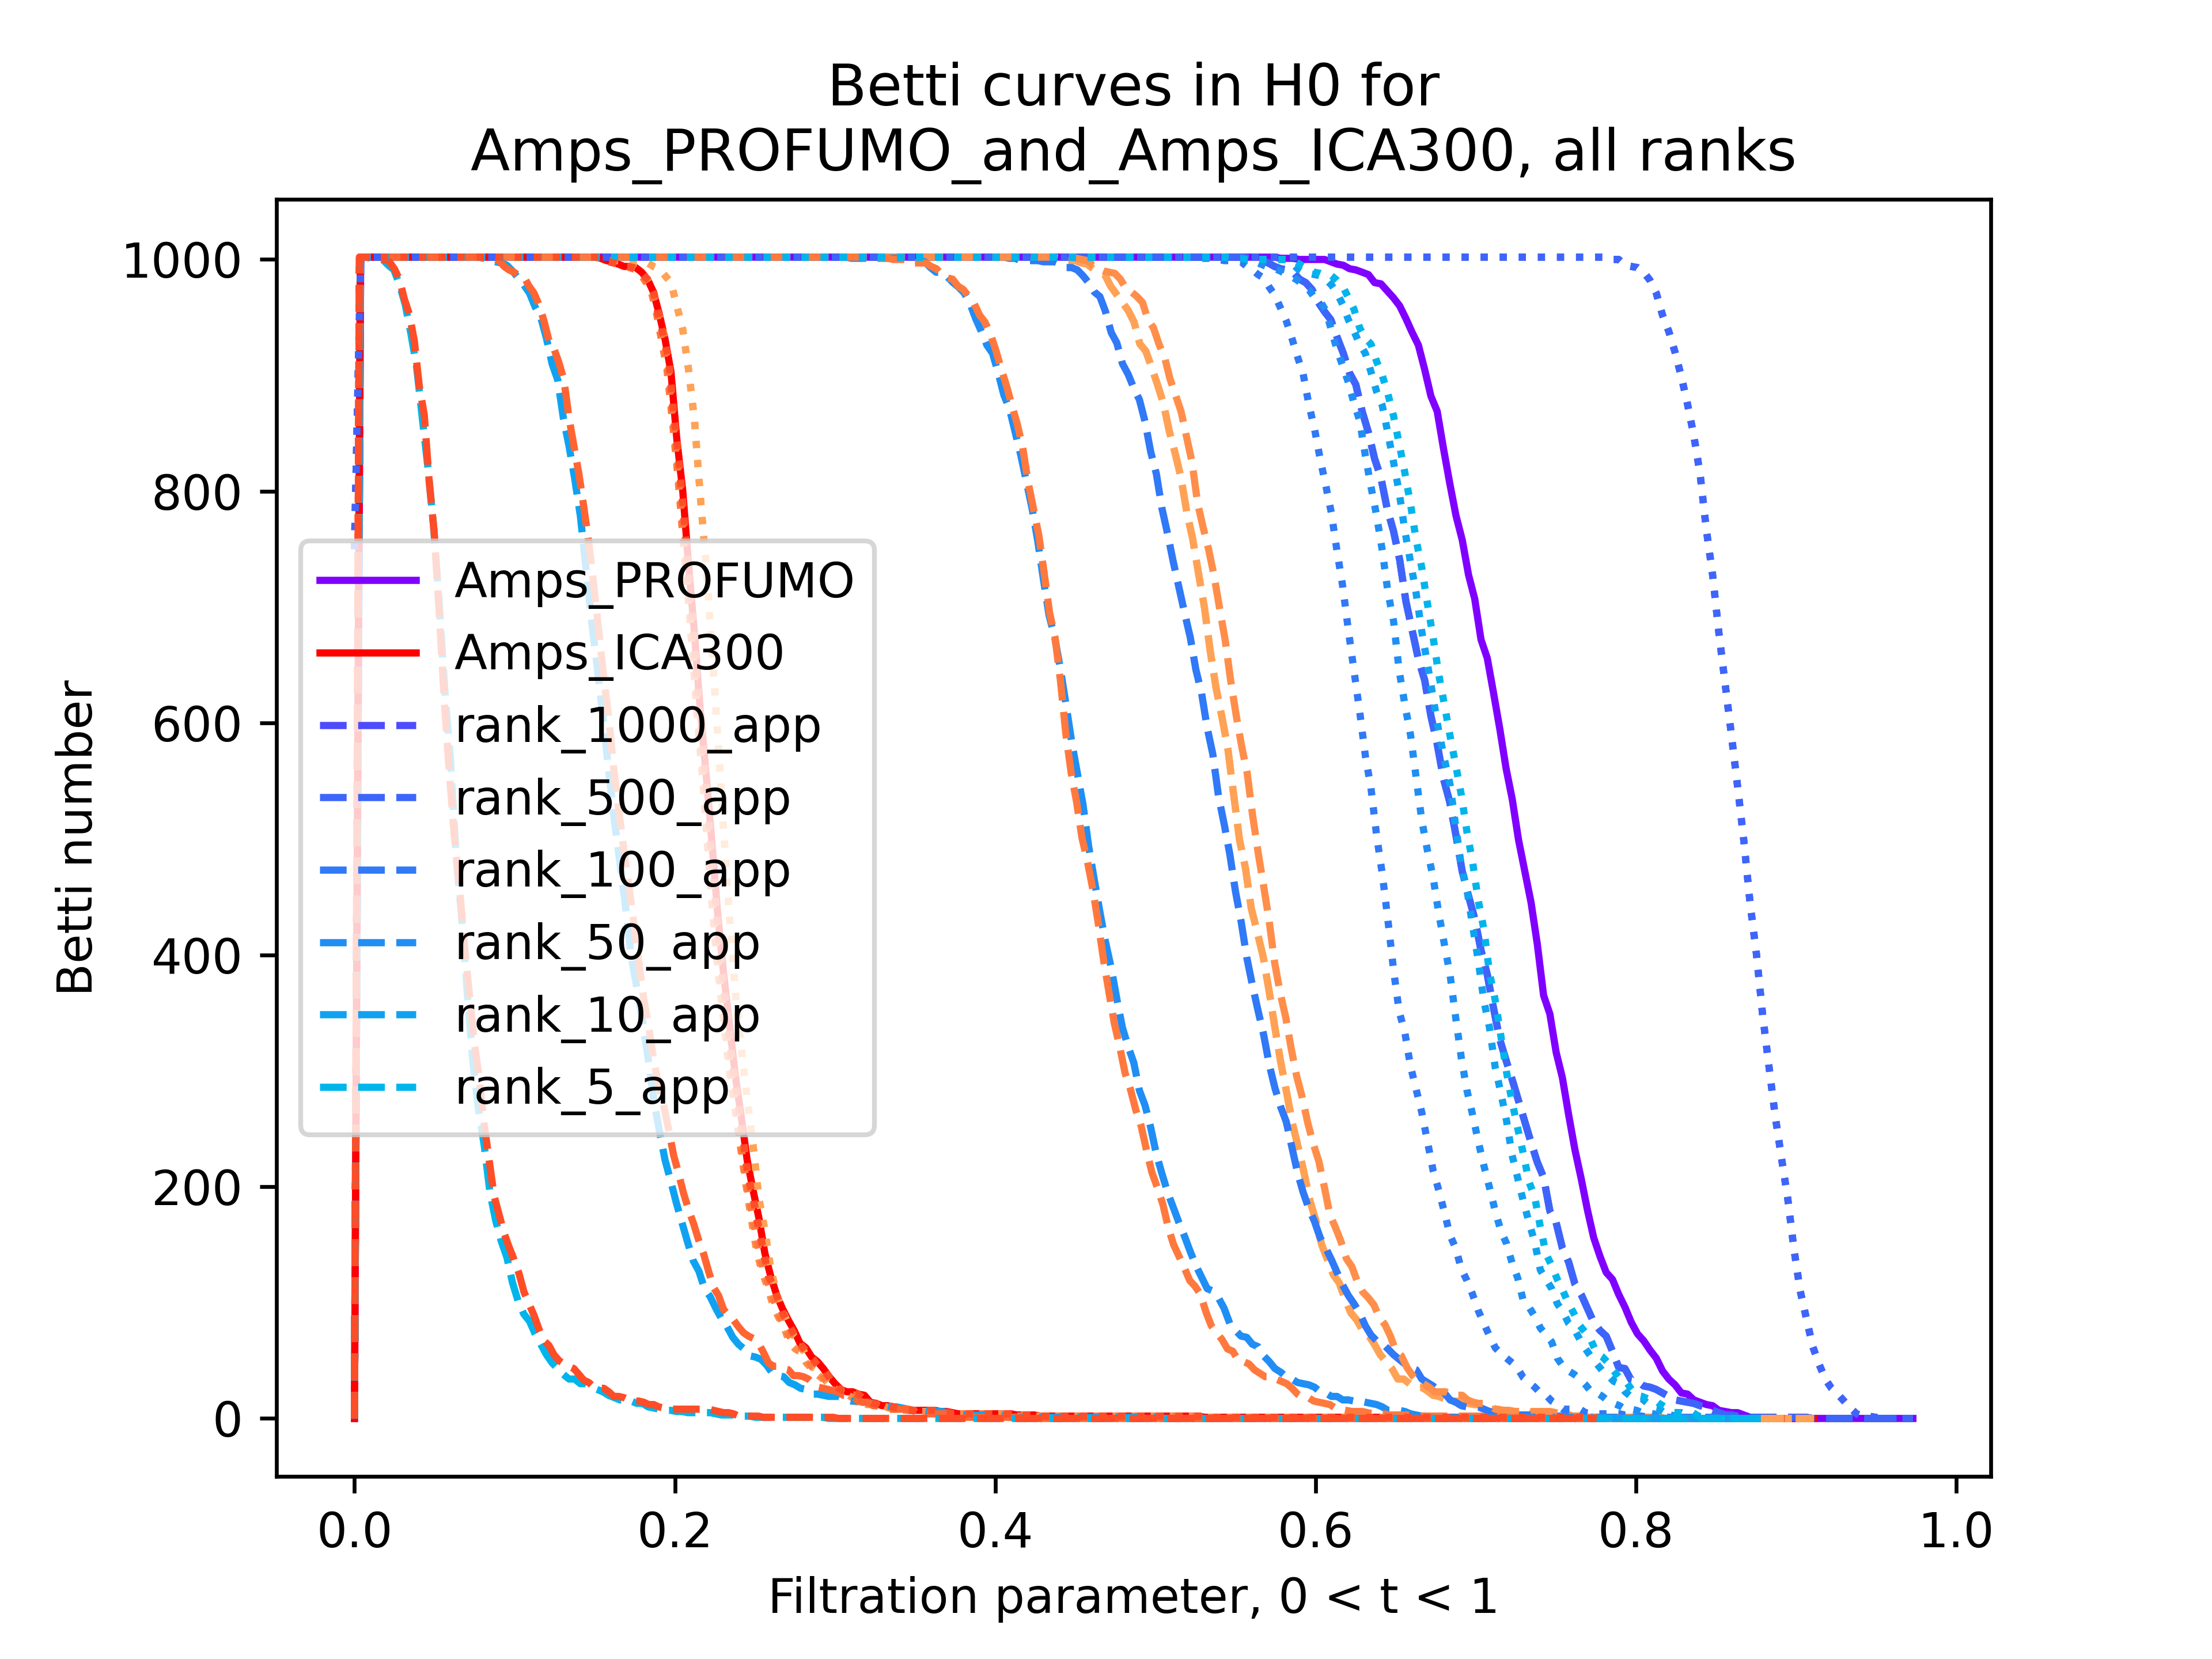 Betti curves in H0 for
Amps_PROFUMO_and_Amps_ICA300, all ranks
1000
800
600
400
200
0
Betti number
Amps_PROFUMO
Amps_ICA300
rank_1000_app
rank_500_app
rank_100_app
rank_50_app
rank_10_app
rank_5_app
0.0 0.2 0.4 0.6 0.8 1.0
Filtration parameter, 0 < t < 1